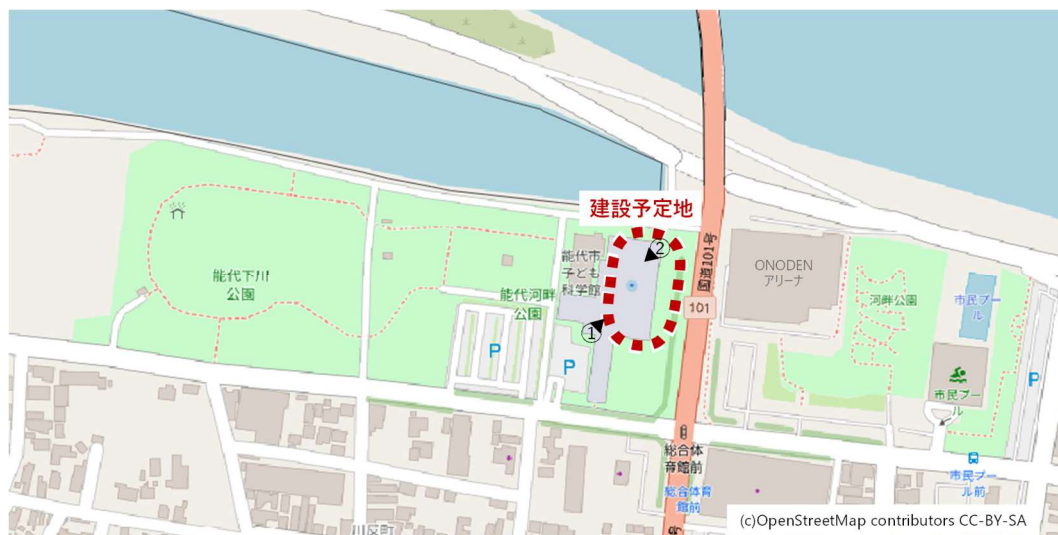 建設予定地
②
①
能代市
子ども
科学館
能代下川
公園
能代河畔
公園
P
P
国道101号
101
ONODEN
アリーナ
河畔公園
市民プー
ル
市民プー
ル
P
総合体
育館前
総合体育
館前
市民プー
ル前
川反町
号
(c)OpenStreetMap contributors CC-BY-SA